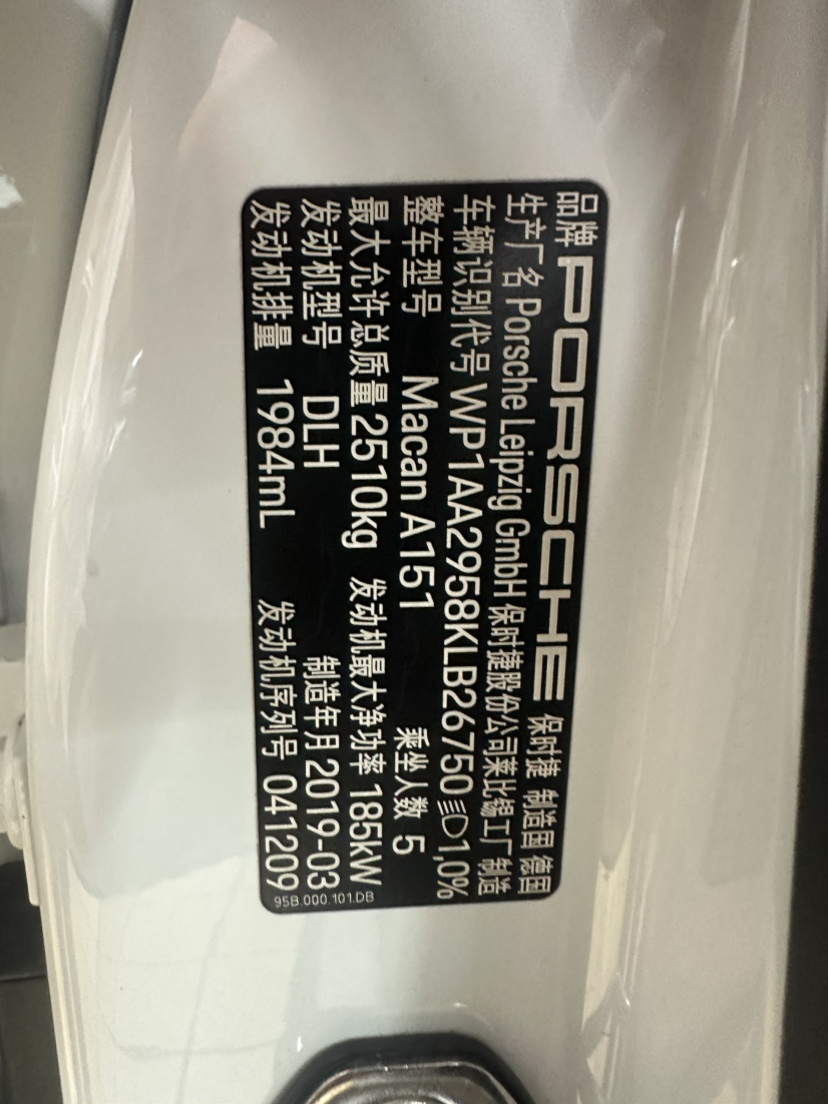 品牌 PORSCHE 保时捷 制造国 德国
生产厂名 Porsche Leipzig GmbH 保时捷股份公司莱比锡工厂制造
车辆识别代号 WP1AA2958KLB26750 1,0%
整车型号 Macan A151 乘坐人数 5
最大允许总质量 2510kg 发动机最大净功率 185kW
发动机型号 DLH 制造年月 2019-03
发动机排量 1984mL 发动机序列号 041209
95B.000.101.DB